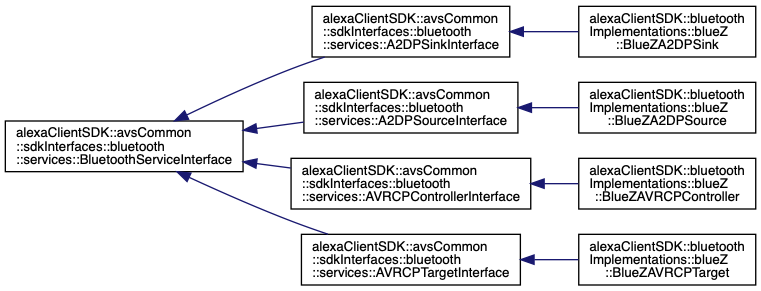 alexaClientSDK::avsCommon
::sdkInterfaces::bluetooth
::services::A2DPSinkInterface
alexaClientSDK::bluetooth
Implementations::blueZ
::BlueZA2DPSink
alexaClientSDK::avsCommon
::sdkInterfaces::bluetooth
::services::A2DPSourceInterface
alexaClientSDK::bluetooth
Implementations::blueZ
::BlueZA2DPSource
alexaClientSDK::avsCommon
::sdkInterfaces::bluetooth
::services::BluetoothServiceInterface
alexaClientSDK::avsCommon
::sdkInterfaces::bluetooth
::services::AVRCPControllerInterface
alexaClientSDK::bluetooth
Implementations::blueZ
::BlueZAVRCPController
alexaClientSDK::avsCommon
::sdkInterfaces::bluetooth
::services::AVRCPTargetInterface
alexaClientSDK::bluetooth
Implementations::blueZ
::BlueZAVRCPTarget